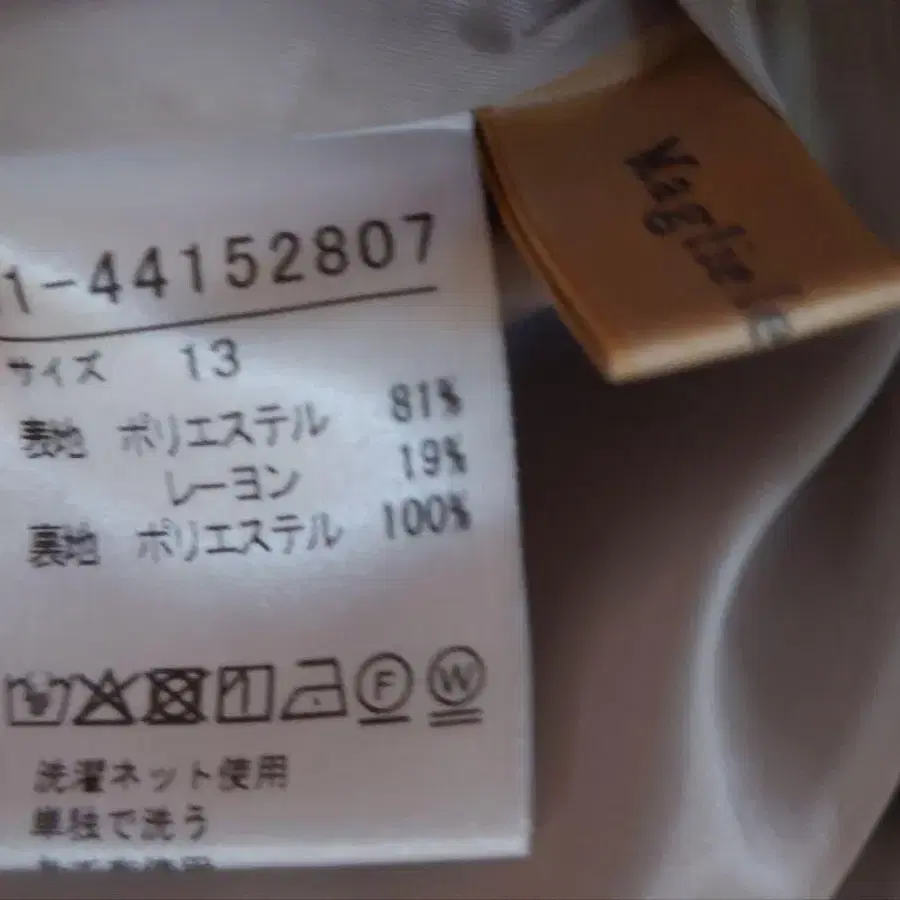 1-44152807
サイズ 13
表地 ポリエステル 81%
レーヨン 19%
裏地 ポリエステル 100%
F W
洗濯ネット使用
単独で洗う